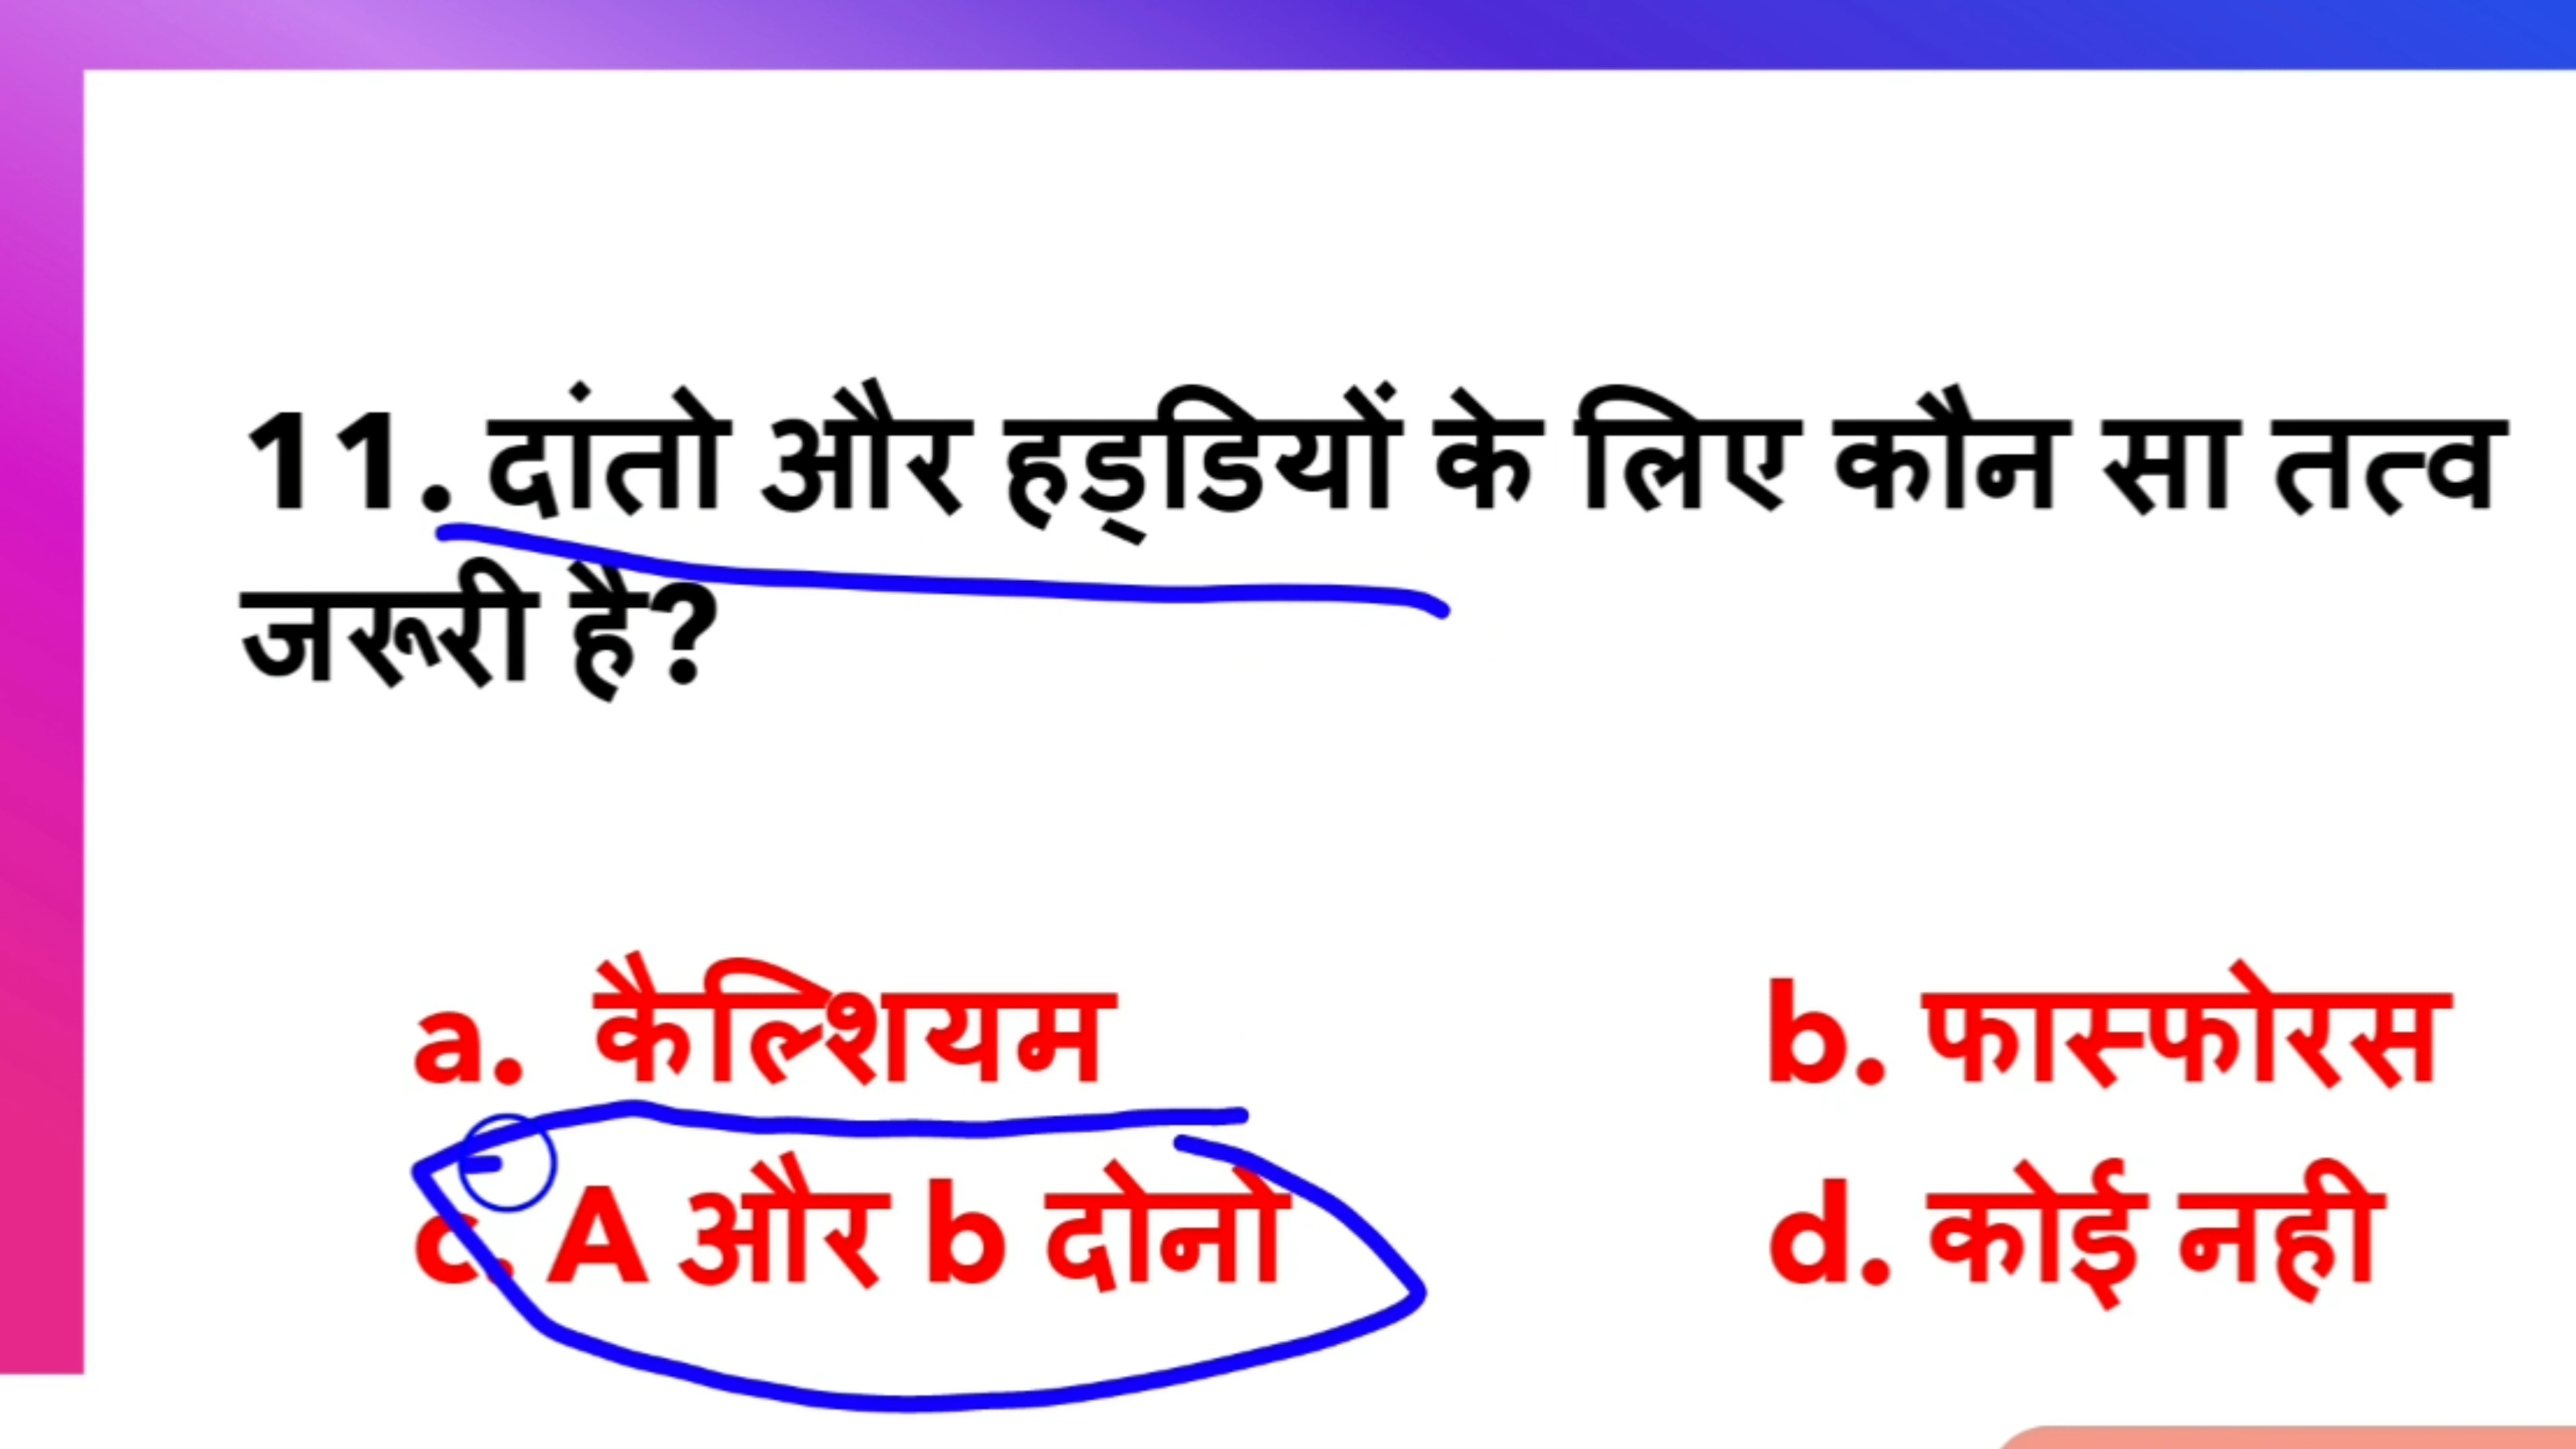 11. दांतो और हड्डियों के लिए कौन सा तत्व
जरूरी है?
a. कैल्शियम
b. फास्फोरस
c. A और b दोनो
d. कोई नही